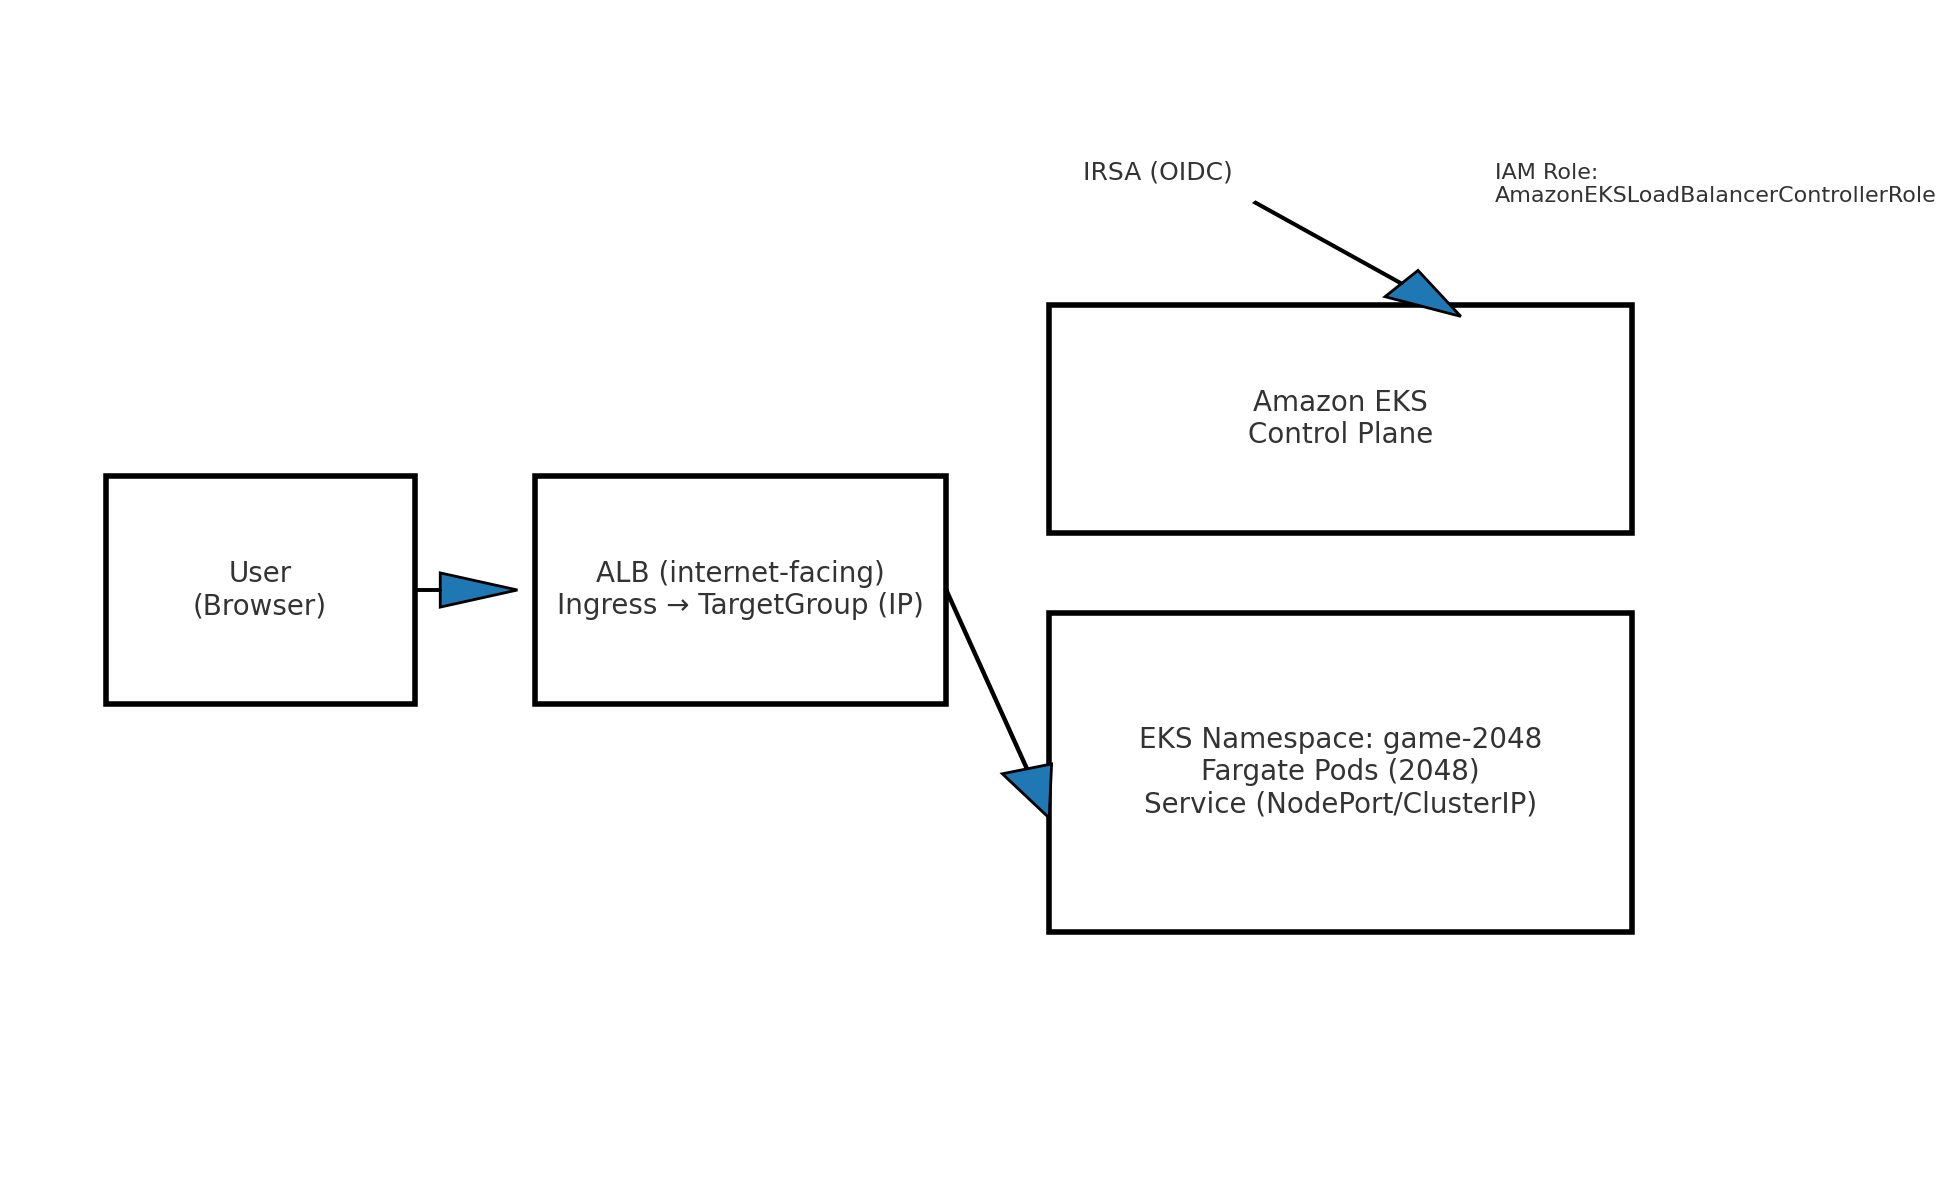 IRSA (OIDC)
IAM Role:
AmazonEKSLoadBalancerControllerRole
Amazon EKS
Control Plane
User
(Browser)
ALB (internet-facing)
Ingress → TargetGroup (IP)
EKS Namespace: game-2048
Fargate Pods (2048)
Service (NodePort/ClusterIP)